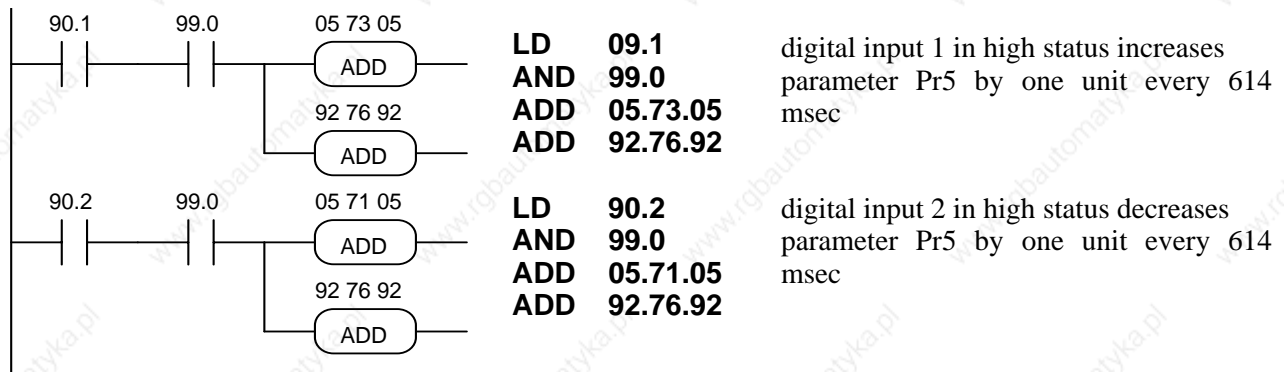 90.1 99.0 05 73 05
ADD
92 76 92
ADD
LD 09.1
AND 99.0
ADD 05.73.05
ADD 92.76.92
digital input 1 in high status increases
parameter Pr5 by one unit every 614
msec
90.2 99.0 05 71 05
ADD
92 76 92
ADD
LD 90.2
AND 99.0
ADD 05.71.05
ADD 92.76.92
digital input 2 in high status decreases
parameter Pr5 by one unit every 614
msec
www.rgbautomatyka.pl